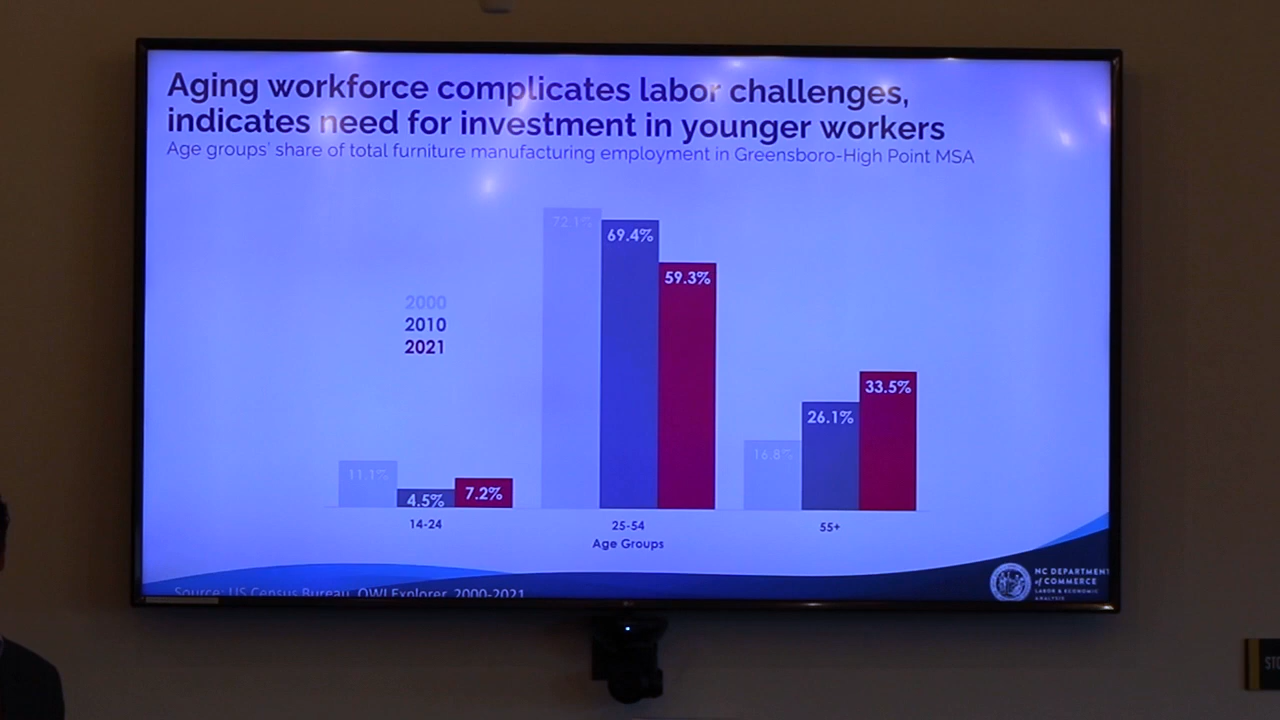 Aging workforce complicates labor challenges,
indicates need for investment in younger workers
Age groups' share of total furniture manufacturing employment in Greensboro-High Point MSA
72.1%
69.4%
59.3%
2000
2010
2021
33.5%
26.1%
16.8%
11.1%
4.5%
7.2%
14-24
25-54
55+
Age Groups
NC DEPARTMENT
of COMMERCE
LABOR & ECONOMIC
ANALYSIS
Source: US Census Bureau, QWI Explorer, 2000-2021